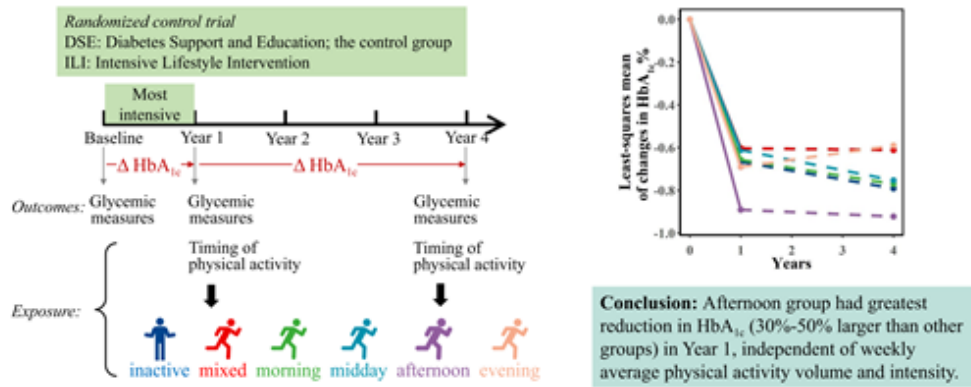 Randomized control trial
DSE: Diabetes Support and Education; the control group
ILI: Intensive Lifestyle Intervention
Most
intensive
Baseline Year 1 Year 2 Year 3 Year 4
Δ HbA1c Δ HbA1c
Outcomes: Glycemic measures Glycemic measures Glycemic measures
Timing of physical activity Timing of physical activity
Exposure:
inactive mixed morning midday afternoon evening
Least-squares mean
of changes in HbA1c%
0.0
-0.2
-0.4
-0.6
-0.8
-1.0
0 1 2 3 4
Years
Conclusion: Afternoon group had greatest
reduction in HbA1c (30%-50% larger than other
groups) in Year 1, independent of weekly
average physical activity volume and intensity.